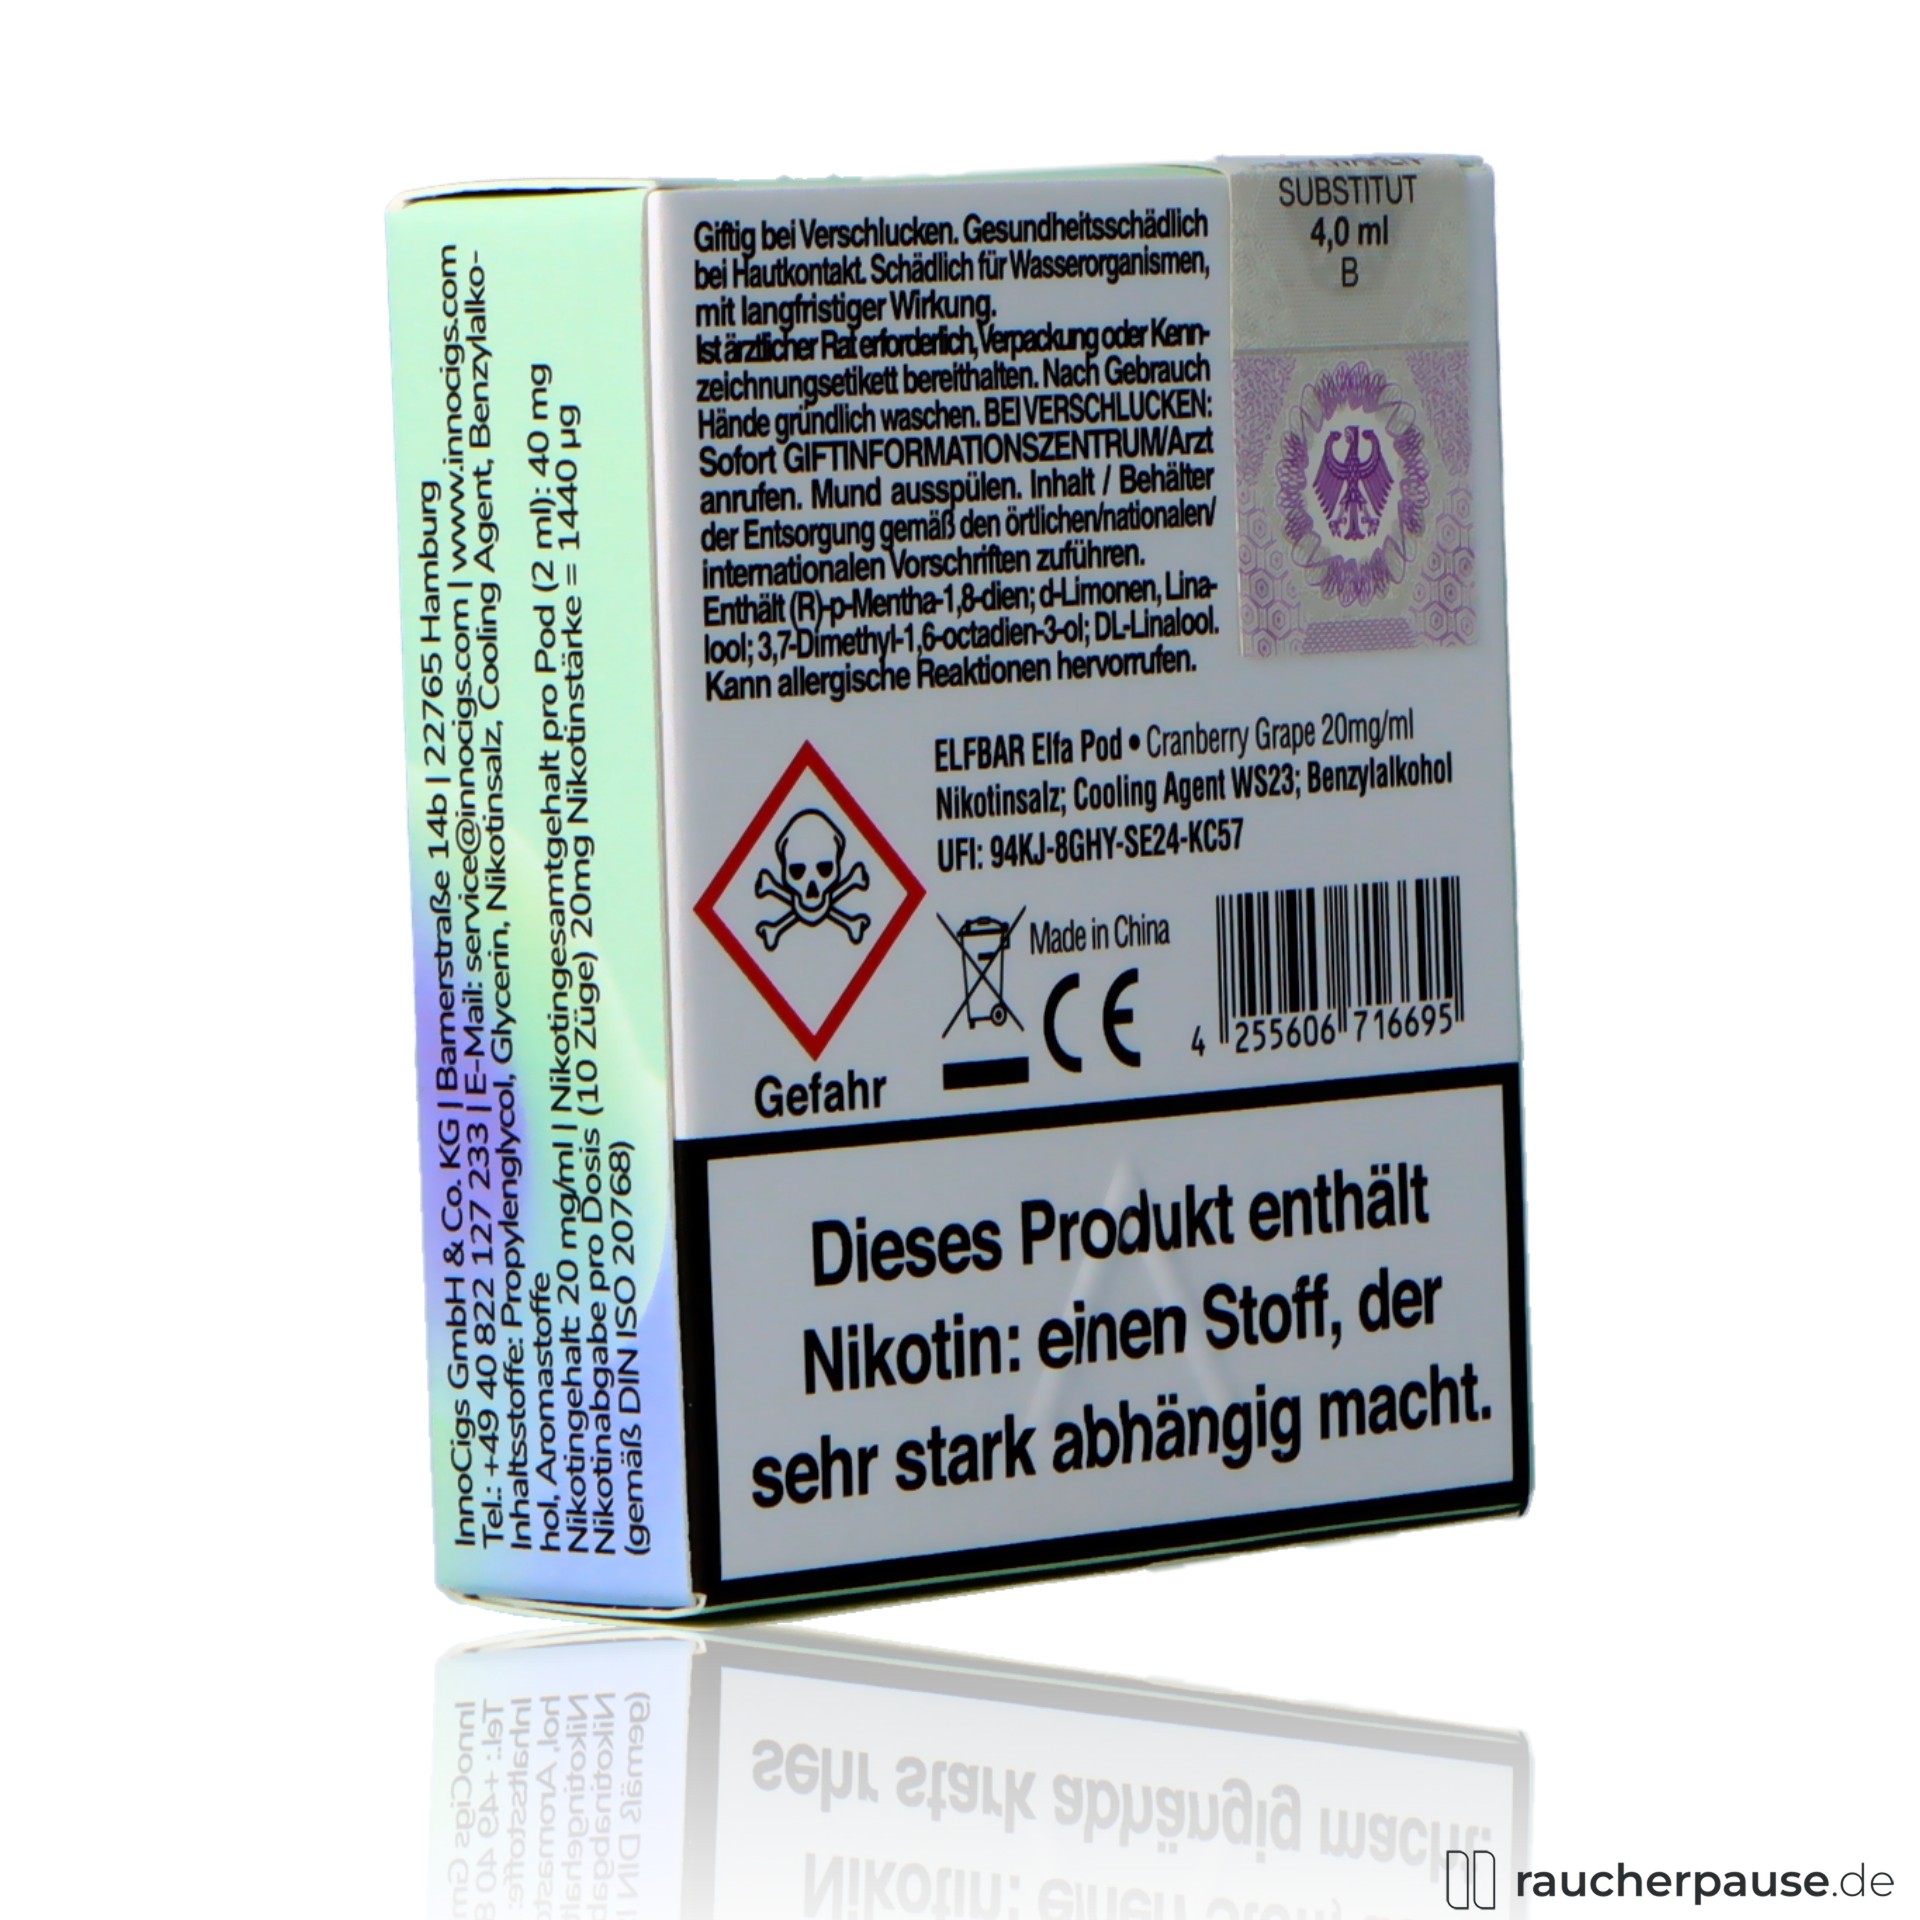 InnoCigs GmbH & Co. KG | Barnerstraße 14b | 22765 Hamburg
Tel.: +49 40 822 127 233 | E-Mail: service@innocigs.com | www.innocigs.com
Inhaltsstoffe: Propylenglycol, Glycerin, Nikotinsalz, Cooling Agent, Benzylalko-
hol, Aromastoffe
Nikotingehalt: 20 mg/ml | Nikotingesamtgehalt pro Pod (2 ml): 40 mg
Nikotinabgabe pro Dosis (10 Züge) 20mg Nikotinstärke = 1440 µg
(gemäß DIN ISO 20768)
Giftig bei Verschlucken. Gesundheitsschädlich
bei Hautkontakt. Schädlich für Wasserorganismen,
mit langfristiger Wirkung.
Ist ärztlicher Rat erforderlich, Verpackung oder Kenn-
zeichnungsetikett bereithalten. Nach Gebrauch
Hände gründlich waschen. BEI VERSCHLUCKEN:
Sofort GIFTINFORMATIONSZENTRUM/Arzt
anrufen. Mund ausspülen. Inhalt / Behälter
der Entsorgung gemäß den örtlichen/nationalen/
internationalen Vorschriften zuführen.
Enthält (R)-p-Mentha-1,8-dien; d-Limonen, Lina-
lool; 3,7-Dimethyl-1,6-octadien-3-ol; DL-Linalool.
Kann allergische Reaktionen hervorrufen.
SUBSTITUT
4,0 ml
B
ELFBAR Elfa Pod • Cranberry Grape 20mg/ml
Nikotinsalz; Cooling Agent WS23; Benzylalkohol
UFI: 94KJ-8GHY-SE24-KC57
Gefahr
Made in China
CE
4 255606 716695
Dieses Produkt enthält
Nikotin: einen Stoff, der
sehr stark abhängig macht.
raucherpause.de